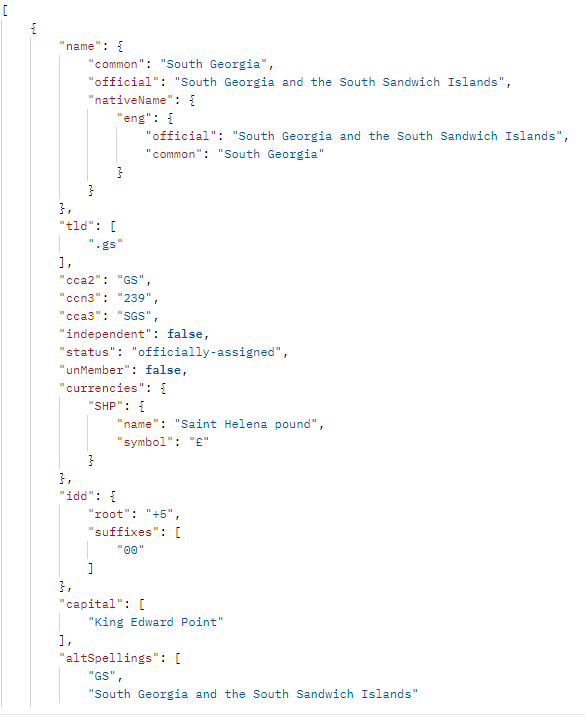 [
{
"name": {
"common": "South Georgia",
"official": "South Georgia and the South Sandwich Islands",
"nativeName": {
"eng": {
"official": "South Georgia and the South Sandwich Islands",
"common": "South Georgia"
}
}
},
"tld": [
".gs"
],
"cca2": "GS",
"ccn3": "239",
"cca3": "SGS",
"independent": false,
"status": "officially-assigned",
"unMember": false,
"currencies": {
"SHP": {
"name": "Saint Helena pound",
"symbol": "£"
}
},
"idd": {
"root": "+5",
"suffixes": [
"00"
]
},
"capital": [
"King Edward Point"
],
"altSpellings": [
"GS",
"South Georgia and the South Sandwich Islands"